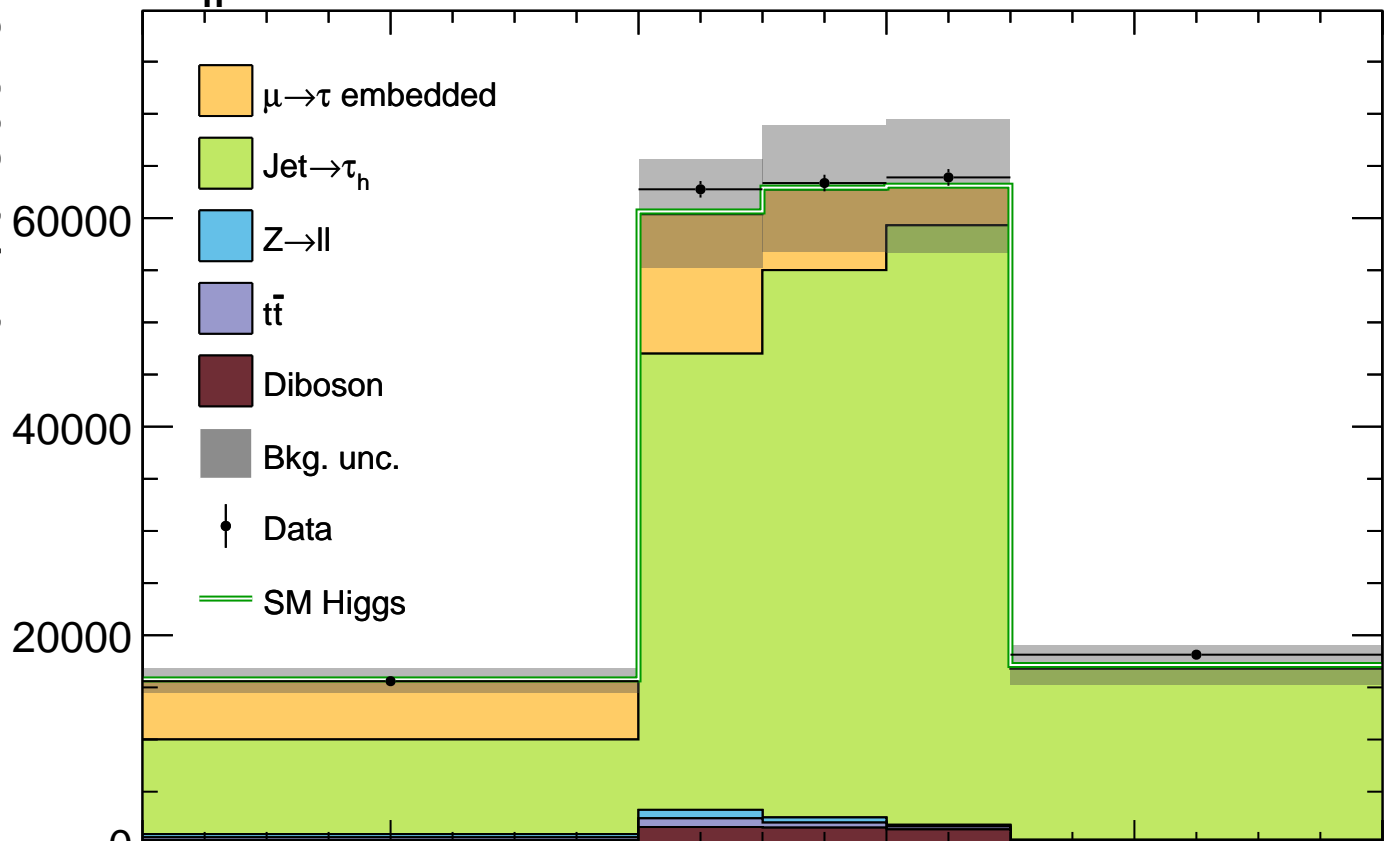 μ→τ embedded
Jet→τₕ
Z→ll
tt̄
Diboson
Bkg. unc.
Data
SM Higgs
60000
40000
20000
0